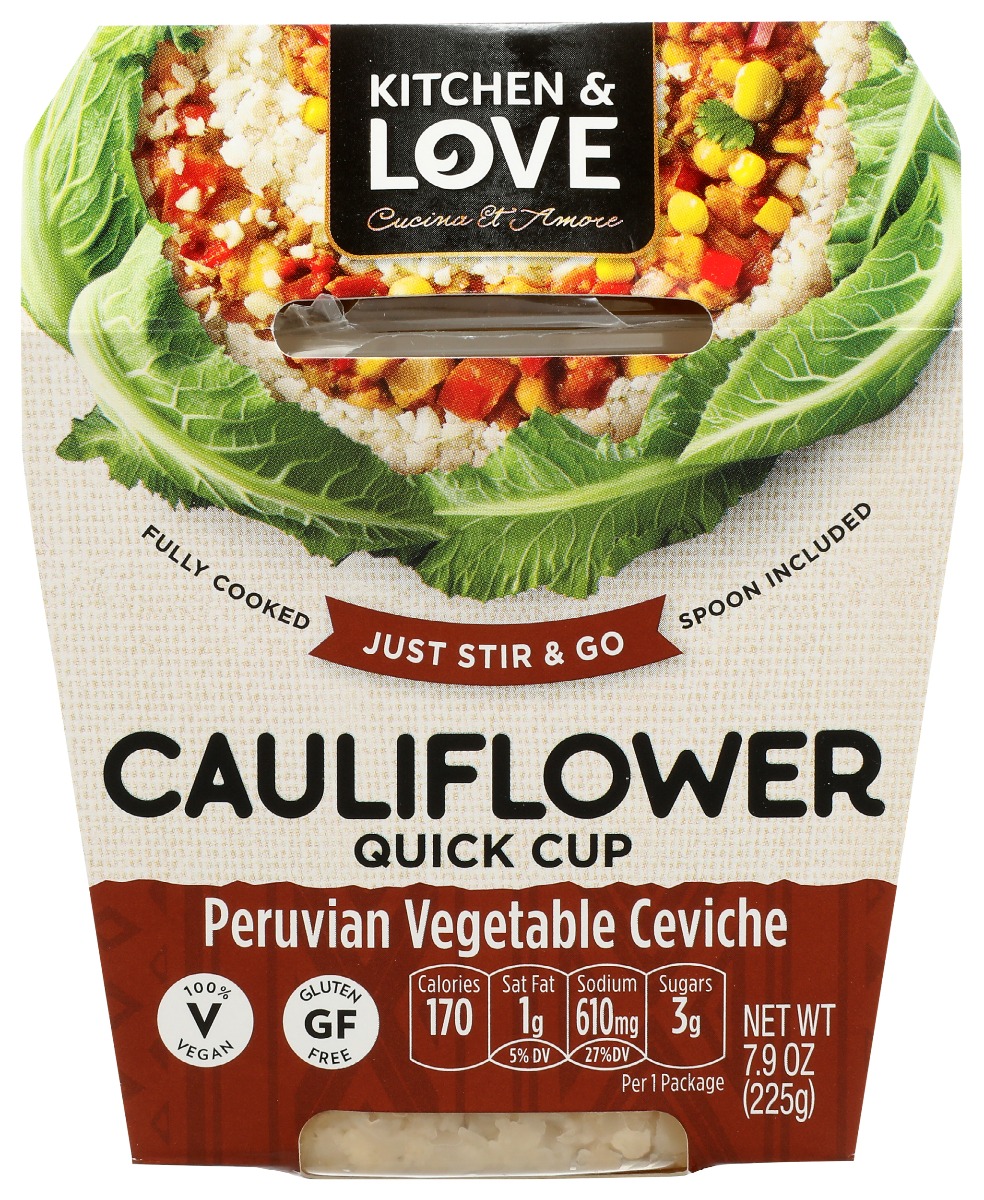 KITCHEN &
LOVE
Cucina Et Amore
FULLY COOKED
JUST STIR & GO
SPOON INCLUDED
CAULIFLOWER
QUICK CUP
Peruvian Vegetable Ceviche
100%
V
VEGAN
GLUTEN
GF
FREE
Calories
170
Sat Fat
1g
5% DV
Sodium
610mg
27%DV
Sugars
3g
Per 1 Package
NET WT
7.9 OZ
(225g)